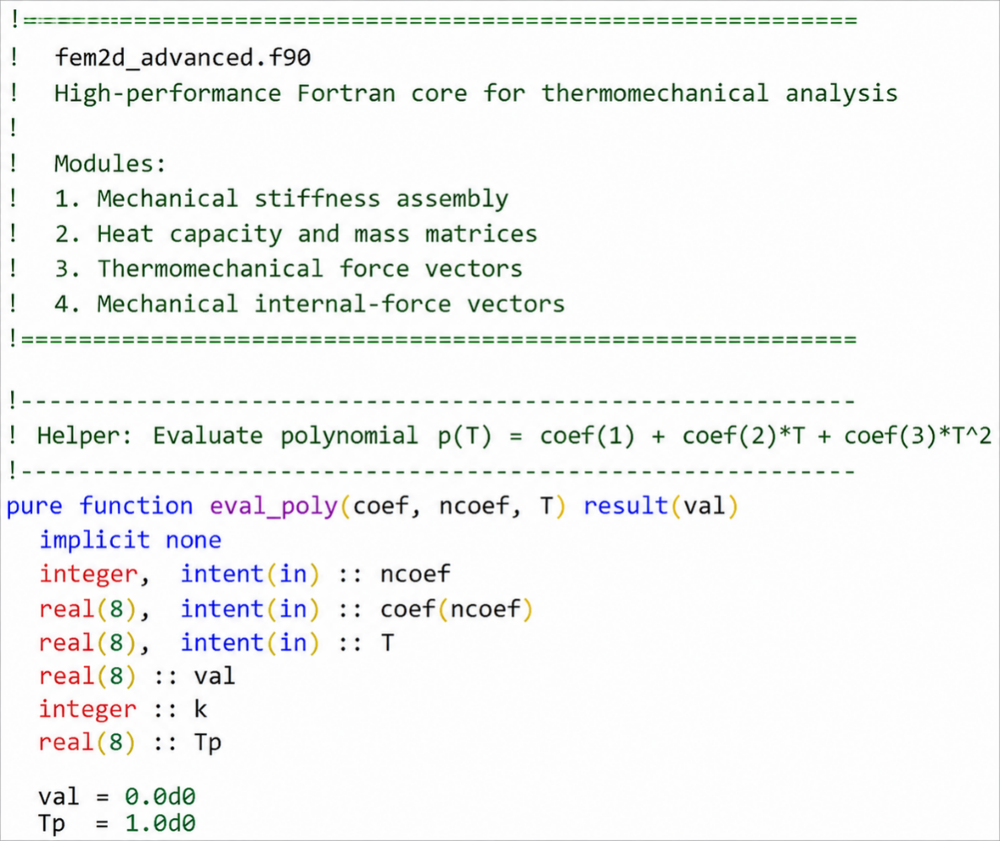 !==========================================================
!  fem2d_advanced.f90
!  High-performance Fortran core for thermomechanical analysis
!
!  Modules:
!  1. Mechanical stiffness assembly
!  2. Heat capacity and mass matrices
!  3. Thermomechanical force vectors
!  4. Mechanical internal-force vectors
!==========================================================
!----------------------------------------------------------
! Helper: Evaluate polynomial p(T) = coef(1) + coef(2)*T + coef(3)*T^2
!----------------------------------------------------------
pure function eval_poly(coef, ncoef, T) result(val)
  implicit none
  integer,  intent(in) :: ncoef
  real(8),  intent(in) :: coef(ncoef)
  real(8),  intent(in) :: T
  real(8) :: val
  integer :: k
  real(8) :: Tp
  val = 0.0d0
  Tp  = 1.0d0